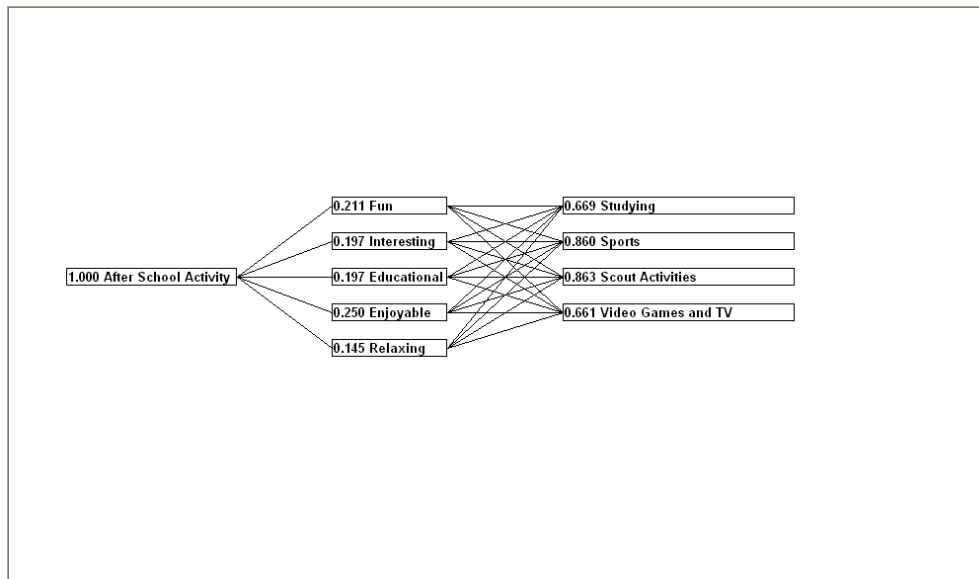 1.000 After School Activity
0.211 Fun
0.197 Interesting
0.197 Educational
0.250 Enjoyable
0.145 Relaxing
0.669 Studying
0.860 Sports
0.863 Scout Activities
0.661 Video Games and TV